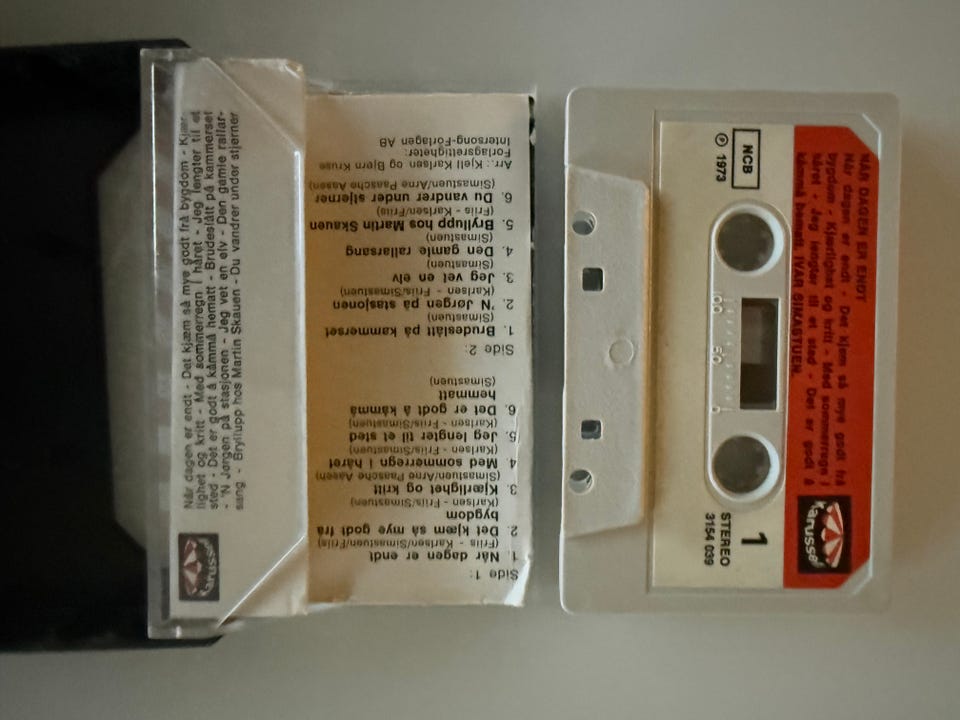 Når dagen er endt - Det kjæm så mye godt frå bygdom - Kjær-
lighet og kritt - Med sommerregn i håret - Jeg lengter til et
sted - Det er godt å kåmmå hematt - Brudeslått på kammerset
- 'N Jørgen på stasjonen - Jeg vet en elv - Den gamle rallar-
sang - Bryllupp hos Martin Skauen - Du vandrer under stjerner
Karussell
Side 1:
1. Når dagen er endt
(Friis - Karlsen/Simastuen/Friis)
2. Det kjæm så mye godt frå
bygdom
(Karlsen - Friis)
3. Kjærlighet og kritt
(Simastuen/Arne Paasche Aasen)
4. Med sommerregn i håret
(Karlsen/Friis)
5. Jeg lengter til et sted
(Karlsen - Friis/Simastuen)
6. Det er godt å kåmmå
hemmatt
(Simastuen)
Side 2:
1. Brudeslått på kammerset
(Simastuen)
2. 'N Jørgen på stasjonen
(Karlsen - Friis/Simastuen)
3. Jeg vet en elv
(Simastuen)
4. Den gamle rallarsang
(Simastuen)
5. Bryllupp hos Martin Skauen
(Friis - Karlsen/Friis)
6. Du vandrer under stjerner
(Simastuen/Arne Paasche Aasen)
Arr.: Kjell Karlsen og Bjørn Kruse
Forlagsrettigheter:
Intersong-Forlagen AB
NÅR DAGEN ER ENDT
Når dagen er endt - Det kjem så mye godt frå
bygdom - Kjærlighet og kritt - Med sommerregn i
håret - Jeg lengter til et sted - Det er godt å
kåmmå hematt. IVAR SIMASTUEN.
Karussell
NCB
℗ 1973
100 50 0
1
STEREO
3154 039